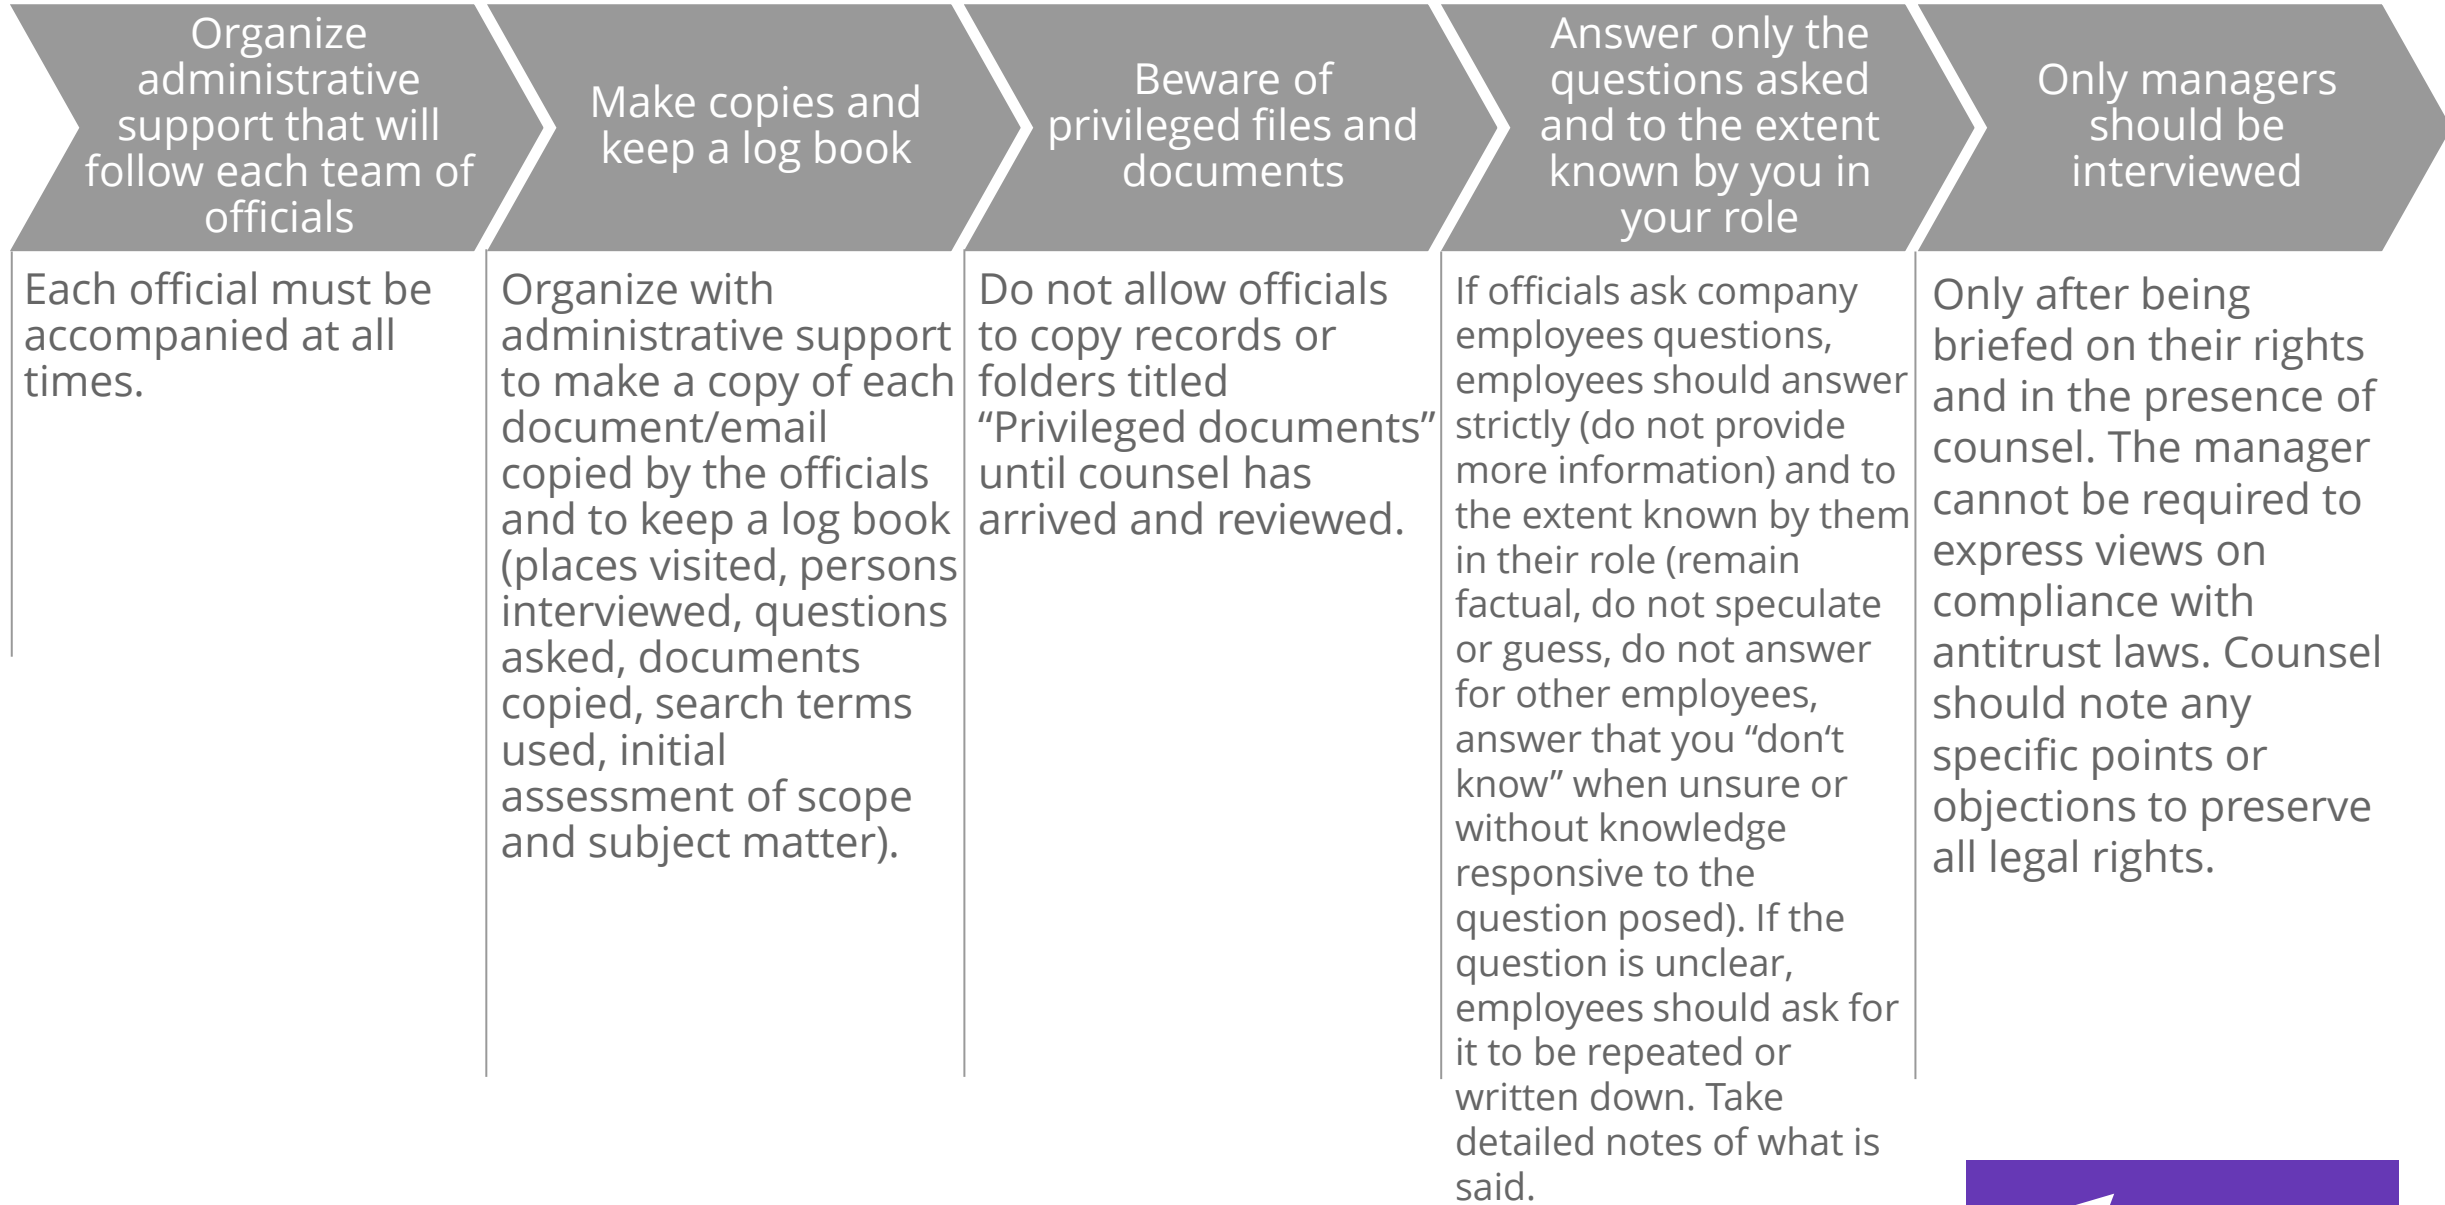 Organize
administrative
support that will
follow each team of
officials
Make copies and
keep a log book
Beware of
privileged files and
documents
Answer only the
questions asked
and to the extent
known by you in
your role
Only managers
should be
interviewed
Each official must be
accompanied at all
times.
Organize with
administrative support
to make a copy of each
document/email
copied by the officials
and to keep a log book
(places visited, persons
interviewed, questions
asked, documents
copied, search terms
used, initial
assessment of scope
and subject matter).
Do not allow officials
to copy records or
folders titled
“Privileged documents”
until counsel has
arrived and reviewed.
If officials ask company
employees questions,
employees should answer
strictly (do not provide
more information) and to
the extent known by them
in their role (remain
factual, do not speculate
or guess, do not answer
for other employees,
answer that you “don‘t
know” when unsure or
without knowledge
responsive to the
question posed). If the
question is unclear,
employees should ask for
it to be repeated or
written down. Take
detailed notes of what is
said.
Only after being
briefed on their rights
and in the presence of
counsel. The manager
cannot be required to
express views on
compliance with
antitrust laws. Counsel
should note any
specific points or
objections to preserve
all legal rights.